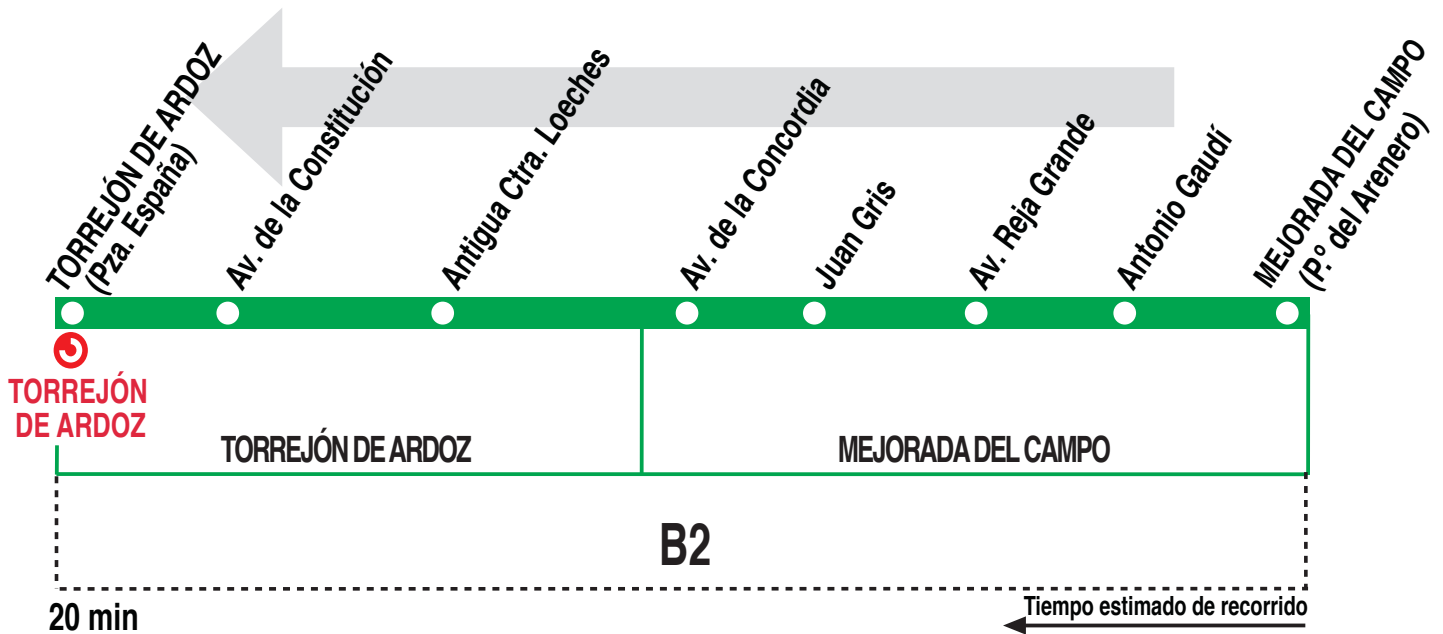 TORREJÓN DE ARDOZ
(Pza. España)
Av. de la Constitución
Antigua Ctra. Loeches
Av. de la Concordia
Juan Gris
Av. Reja Grande
Antonio Gaudí
MEJORADA DEL CAMPO
(P.º del Arenero)
TORREJÓN
DE ARDOZ
TORREJÓN DE ARDOZ
MEJORADA DEL CAMPO
B2
20 min
Tiempo estimado de recorrido